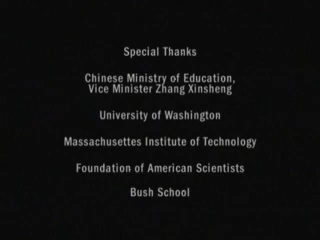 Special Thanks
Chinese Ministry of Education,
Vice Minister Zhang Xinsheng
University of Washington
Massachusettes Institute of Technology
Foundation of American Scientists
Bush School